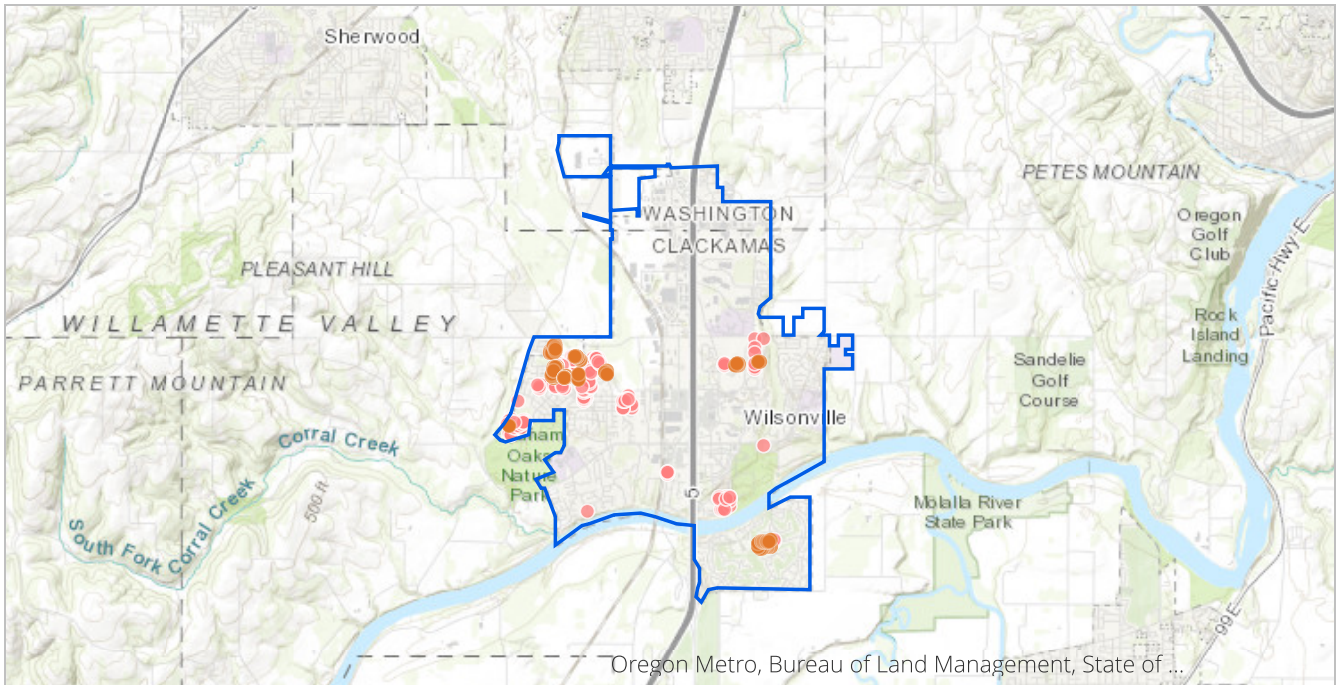 Sherwood
PETES MOUNTAIN
WASHINGTON
CLACKAMAS
Oregon
Golf
Club
Pacific-Hwy-E
PLEASANT HILL
WILLAMETTE VALLEY
Rock
Island
Landing
PARRETT MOUNTAIN
Sandelie
Golf
Course
Wilsonville
Corral Creek
Oaks
Nature
Park
South Fork Corral Creek
500 ft
5
Molalla River
State Park
99E
Oregon Metro, Bureau of Land Management, State of ...